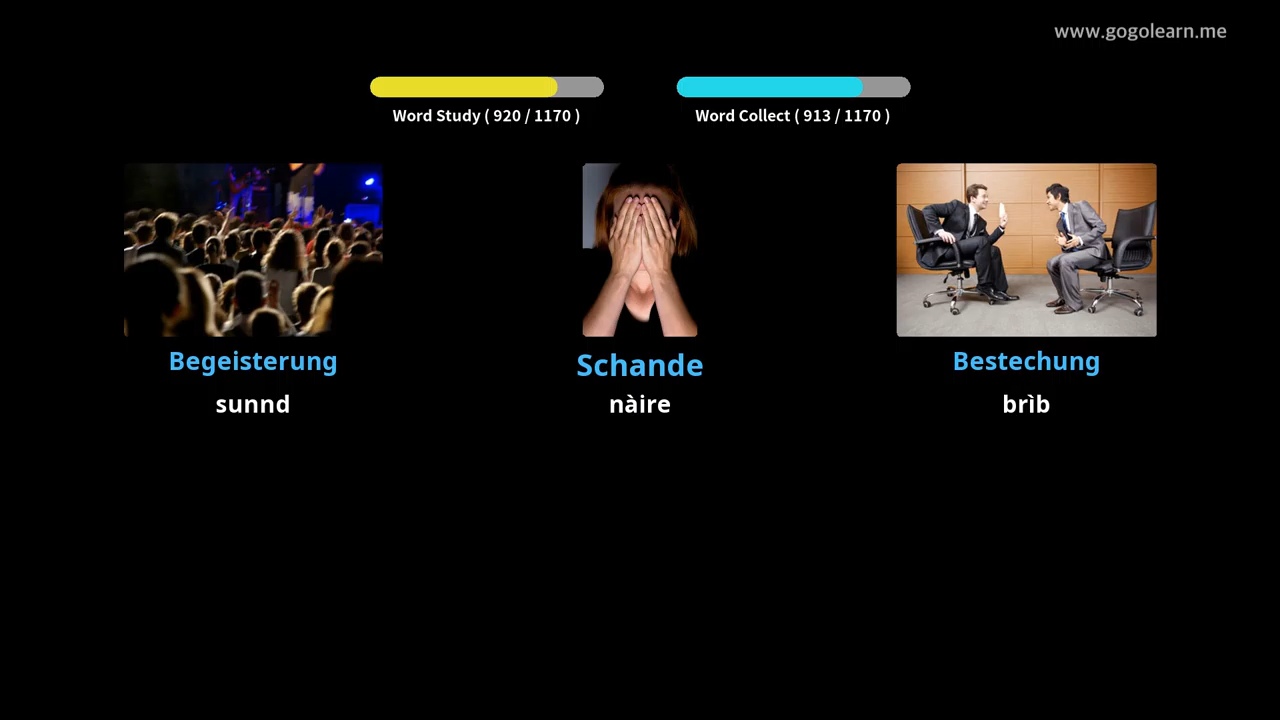 www.gogolearn.me
Word Study ( 920 / 1170 )
Word Collect ( 913 / 1170 )
Begeisterung
Schande
Bestechung
sunnd
nàire
brìb